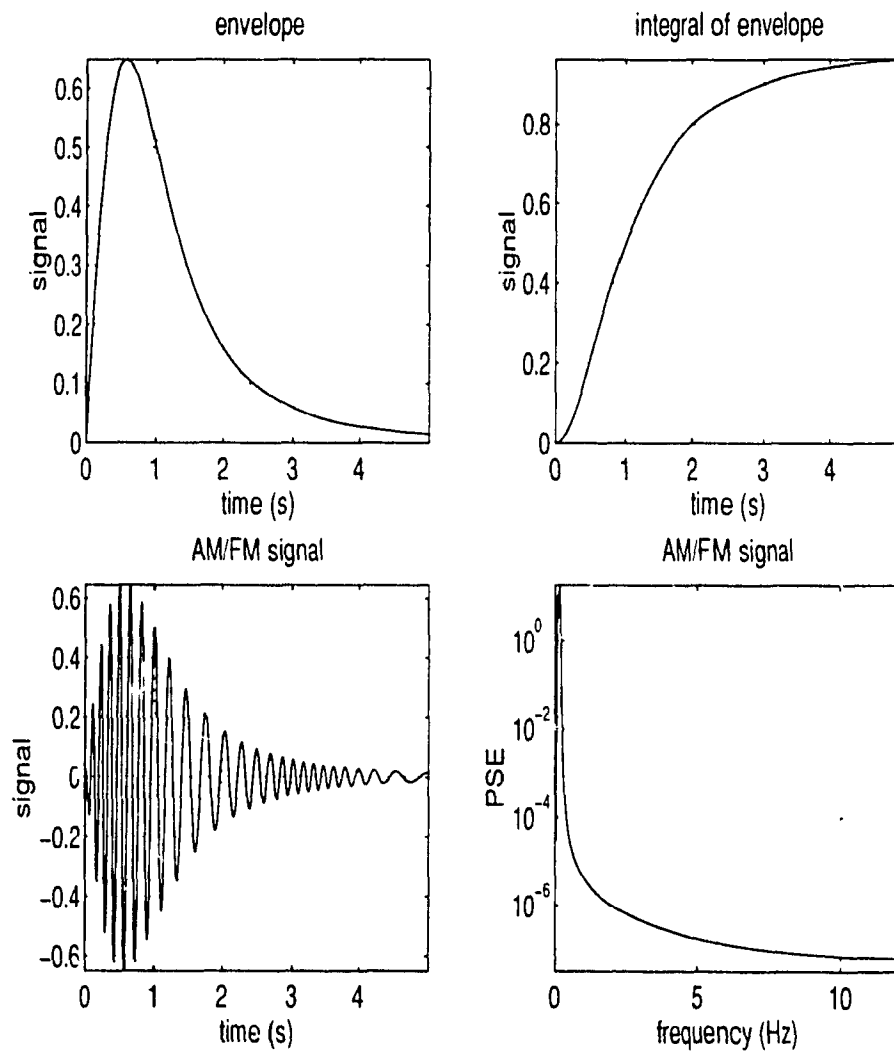 envelope
0.6
0.5
0.4
0.3
0.2
0.1
0
signal
0 1 2 3 4
time (s)
integral of envelope
0.8
0.6
0.4
0.2
0
signal
0 1 2 3 4
time (s)
AM/FM signal
0.6
0.4
0.2
0
-0.2
-0.4
-0.6
signal
0 1 2 3 4
time (s)
AM/FM signal
10^0
10^-2
10^-4
10^-6
PSE
0 5 10
frequency (Hz)